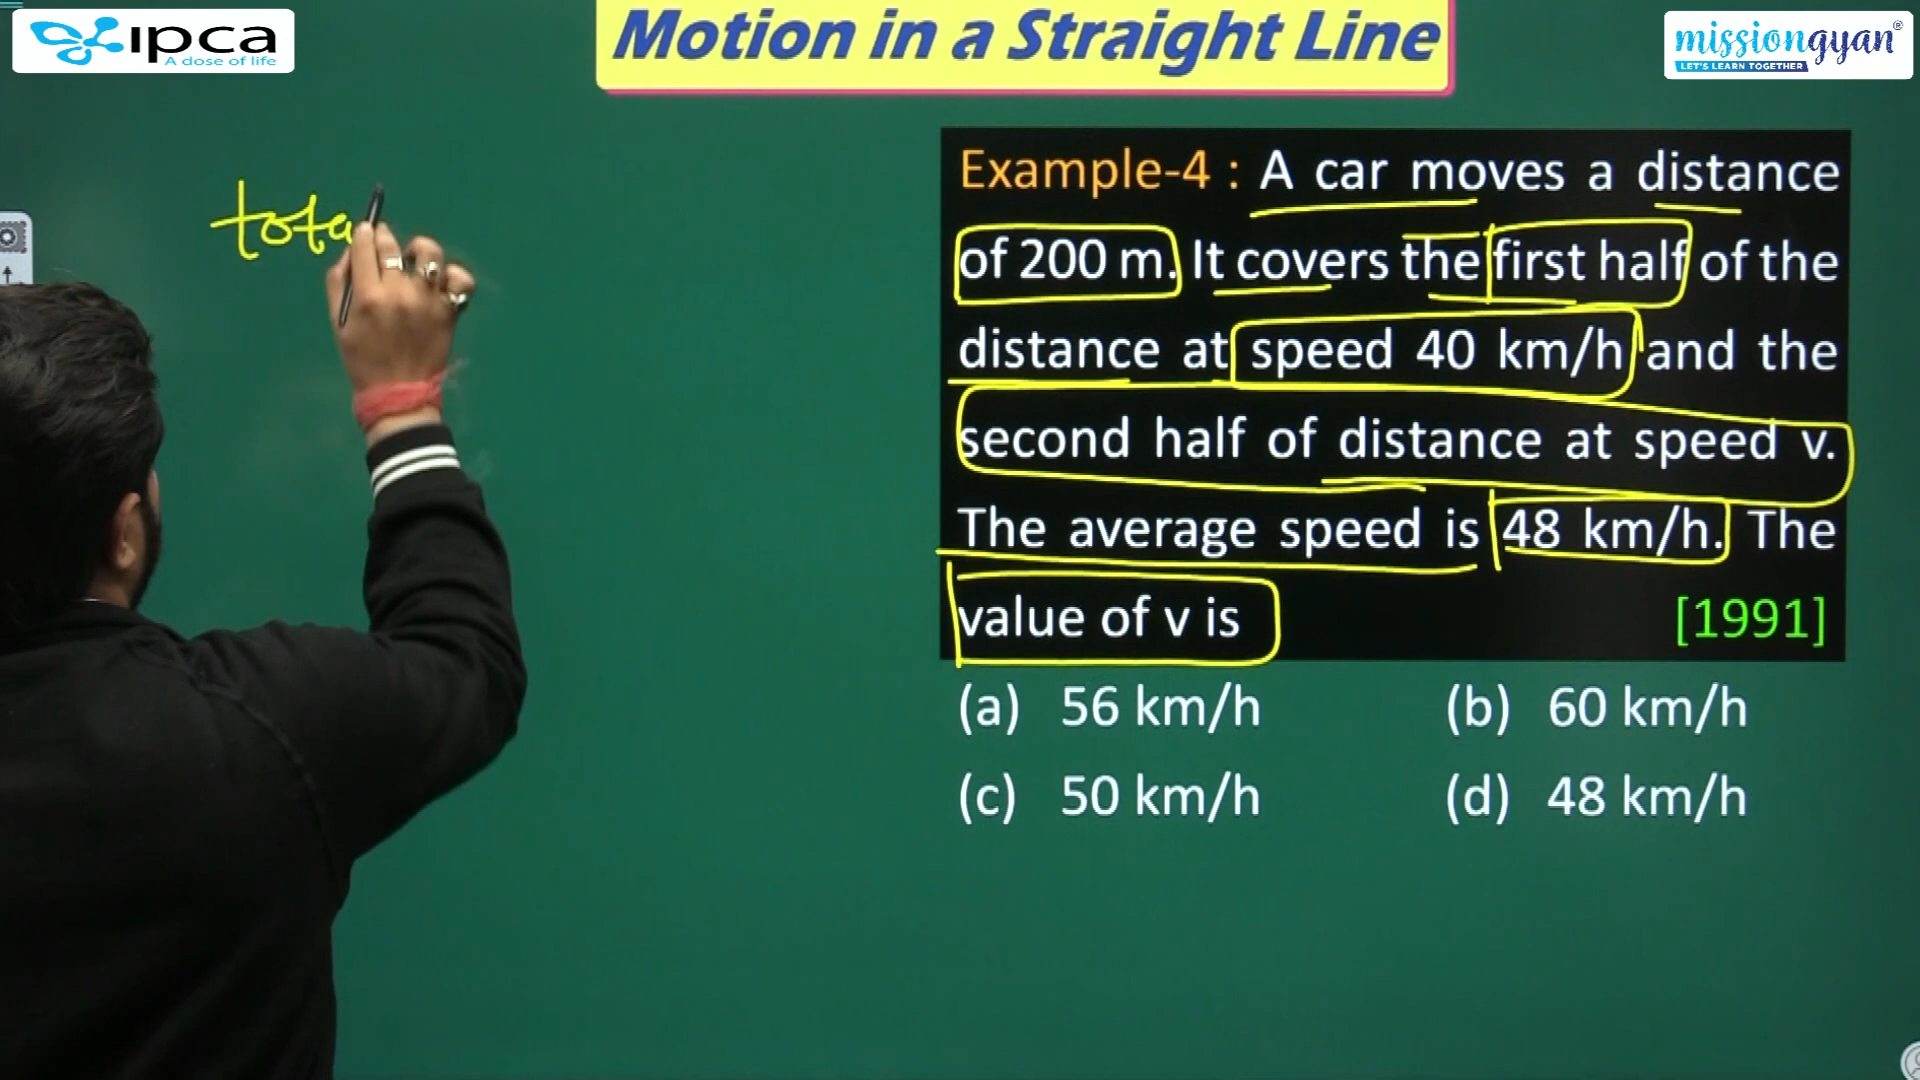 ipca
A dose of life
Motion in a Straight Line
missiongyan®
LET'S LEARN TOGETHER
tota
Example-4 : A car moves a distance
of 200 m. It covers the first half of the
distance at speed 40 km/h and the
second half of distance at speed v.
The average speed is 48 km/h. The
value of v is [1991]
(a) 56 km/h (b) 60 km/h
(c) 50 km/h (d) 48 km/h